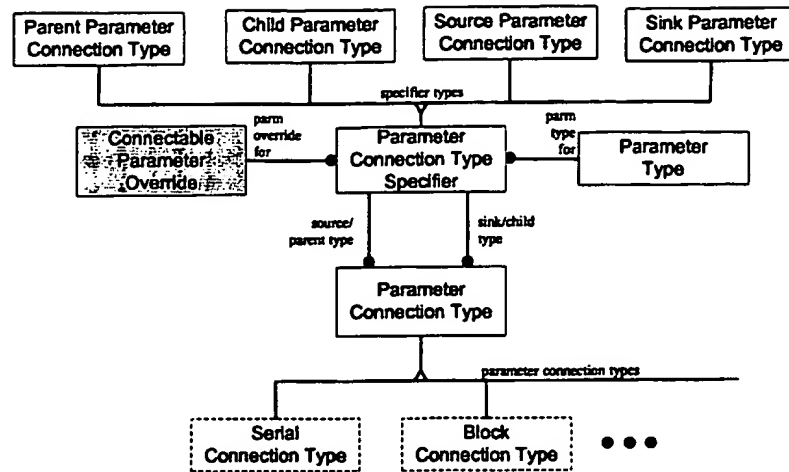 Parent Parameter
Connection Type
Child Parameter
Connection Type
Source Parameter
Connection Type
Sink Parameter
Connection Type
specifier types
parm
override
for
parm
type
for
Connectable
Parameter
Override
Parameter
Connection Type
Specifier
Parameter
Type
source/
parent type
sink/child
type
Parameter
Connection Type
parameter connection types
Serial
Connection Type
Block
Connection Type